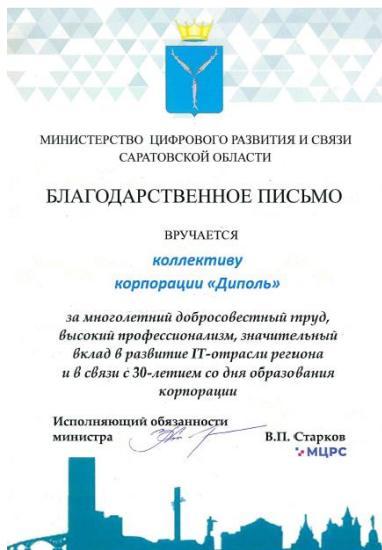 МИНИСТЕРСТВО ЦИФРОВОГО РАЗВИТИЯ И СВЯЗИ
САРАТОВСКОЙ ОБЛАСТИ
БЛАГОДАРСТВЕННОЕ ПИСЬМО
ВРУЧАЕТСЯ
коллективу
корпорации «Диполь»
за многолетний добросовестный труд,
высокий профессионализм, значительный
вклад в развитие IT-отрасли региона
и в связи с 30-летием со дня образования
корпорации
Исполняющий обязанности
министра В.П. Старков
МЦРС